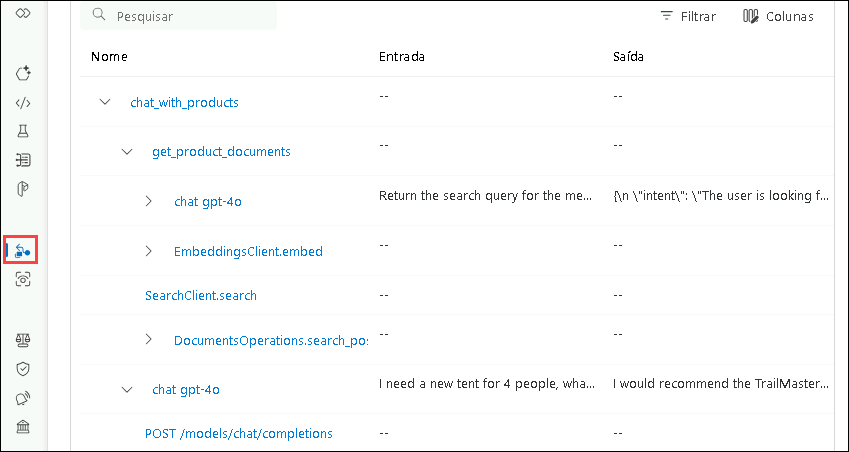 Pesquisar
Filtrar
Colunas
Nome Entrada Saída
chat_with_products -- --
get_product_documents -- --
chat gpt-4o Return the search query for the me... {\n \"intent\": \"The user is looking f...
EmbeddingsClient.embed -- --
SearchClient.search -- --
DocumentsOperations.search_pos -- --
chat gpt-4o I need a new tent for 4 people, wha... I would recommend the TrailMaster...
POST /models/chat/completions -- --